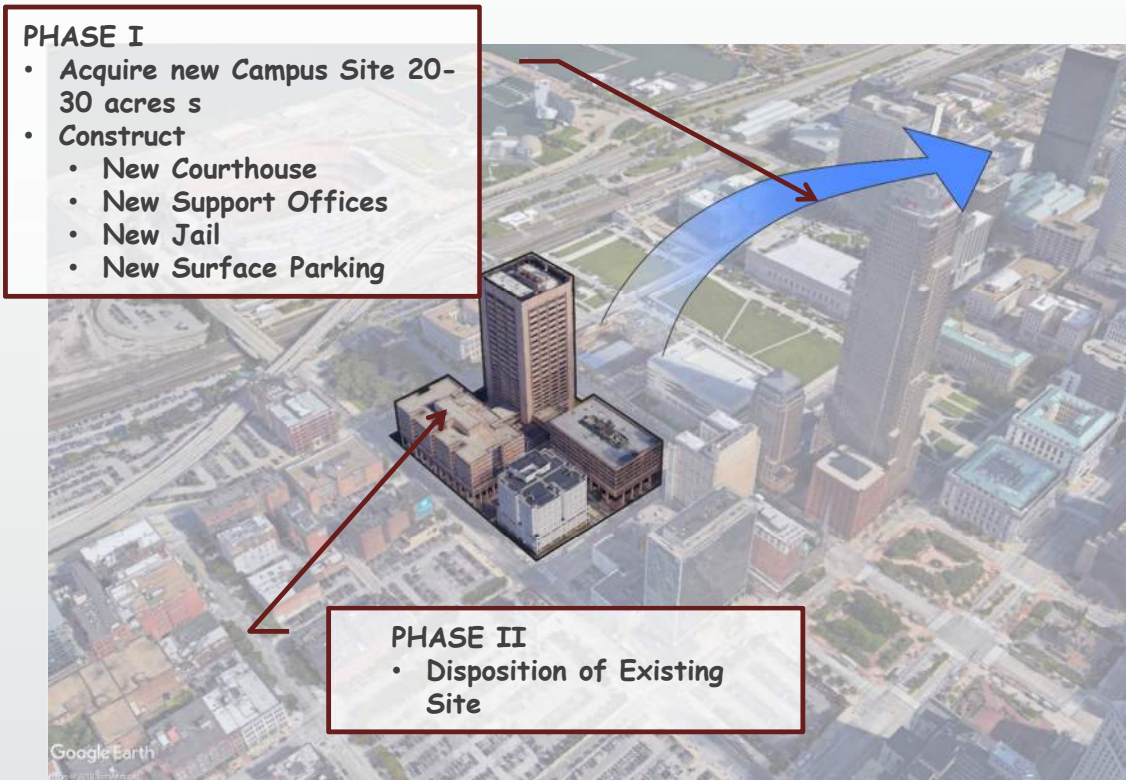 PHASE I
• Acquire new Campus Site 20-
30 acres s
• Construct
• New Courthouse
• New Support Offices
• New Jail
• New Surface Parking
PHASE II
• Disposition of Existing
Site
Google Earth